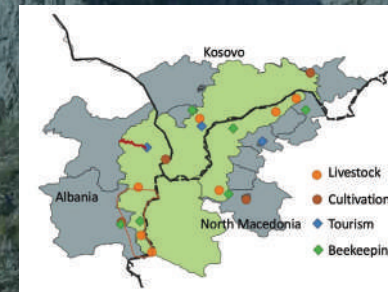 Kosovo
Albania
North Macedonia
Livestock
Cultivation
Tourism
Beekeepin